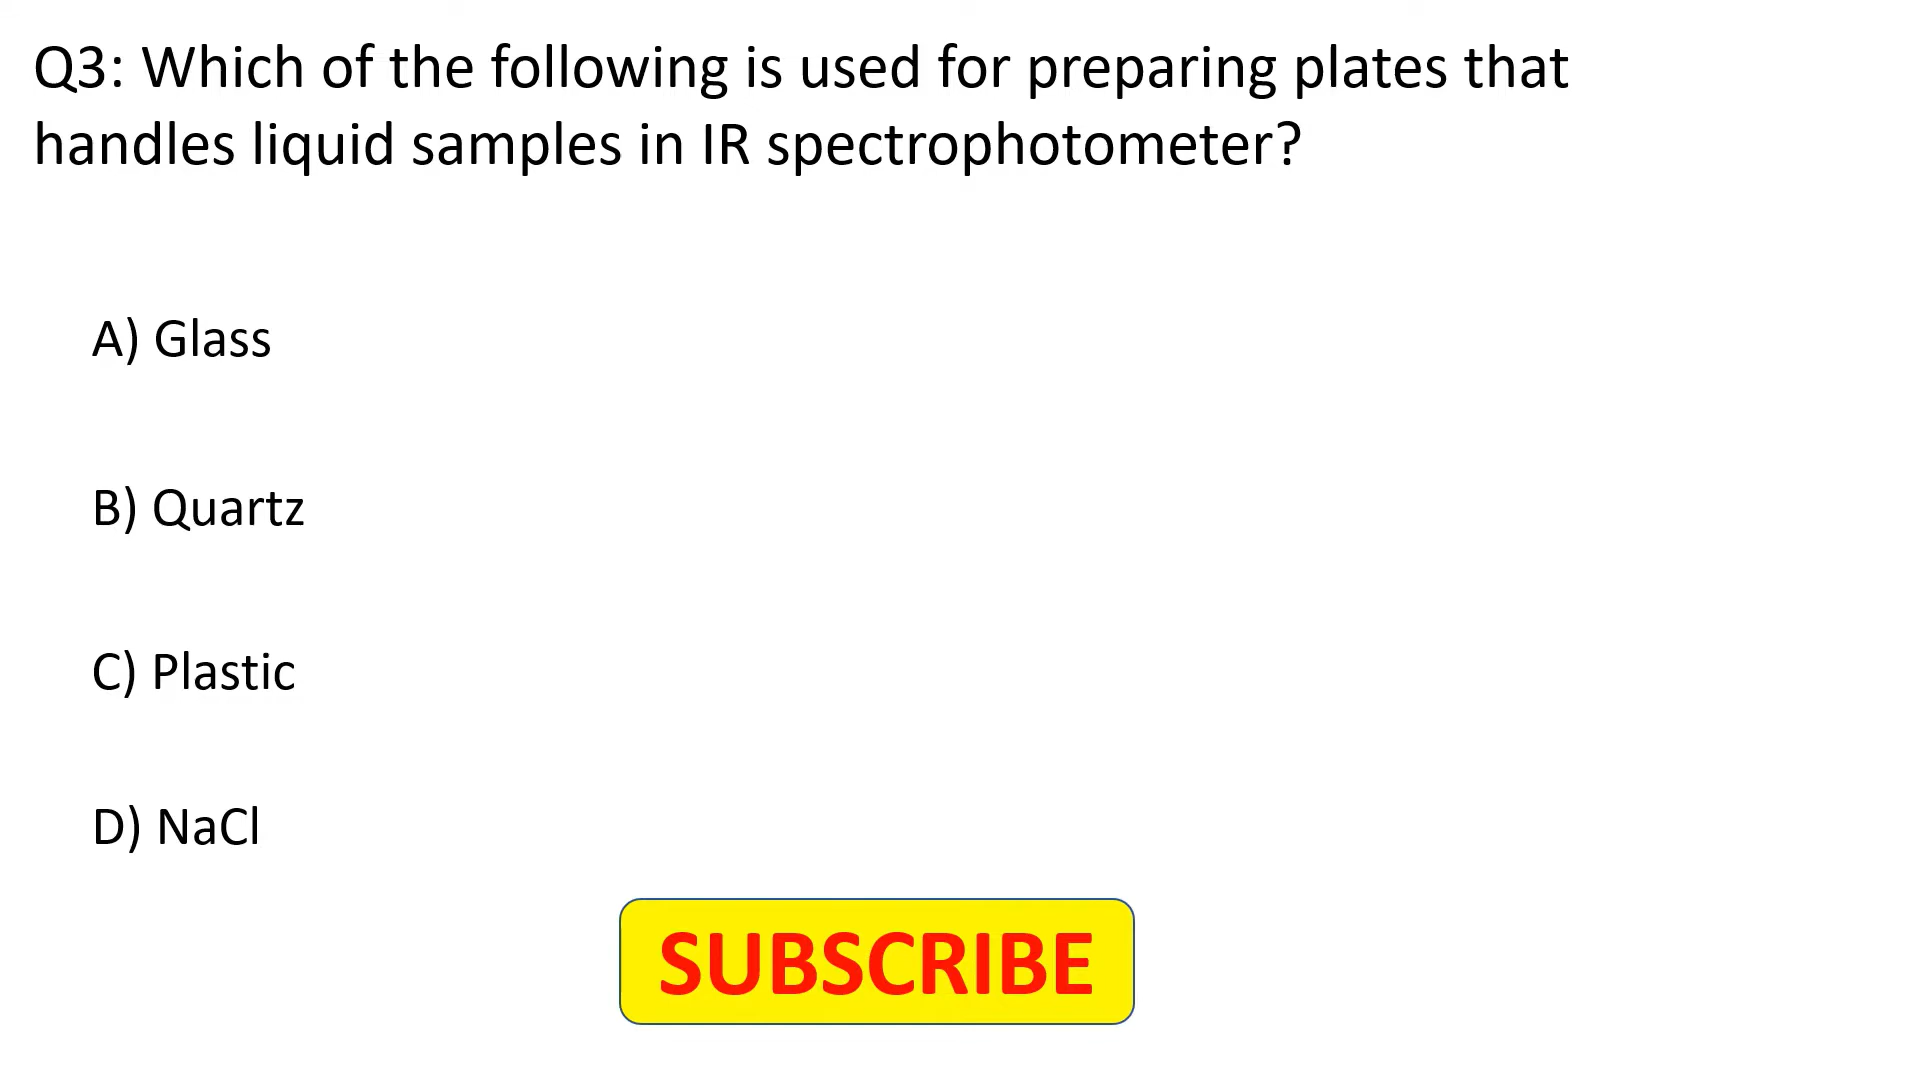 Q3: Which of the following is used for preparing plates that
handles liquid samples in IR spectrophotometer?
A) Glass
B) Quartz
C) Plastic
D) NaCl
SUBSCRIBE